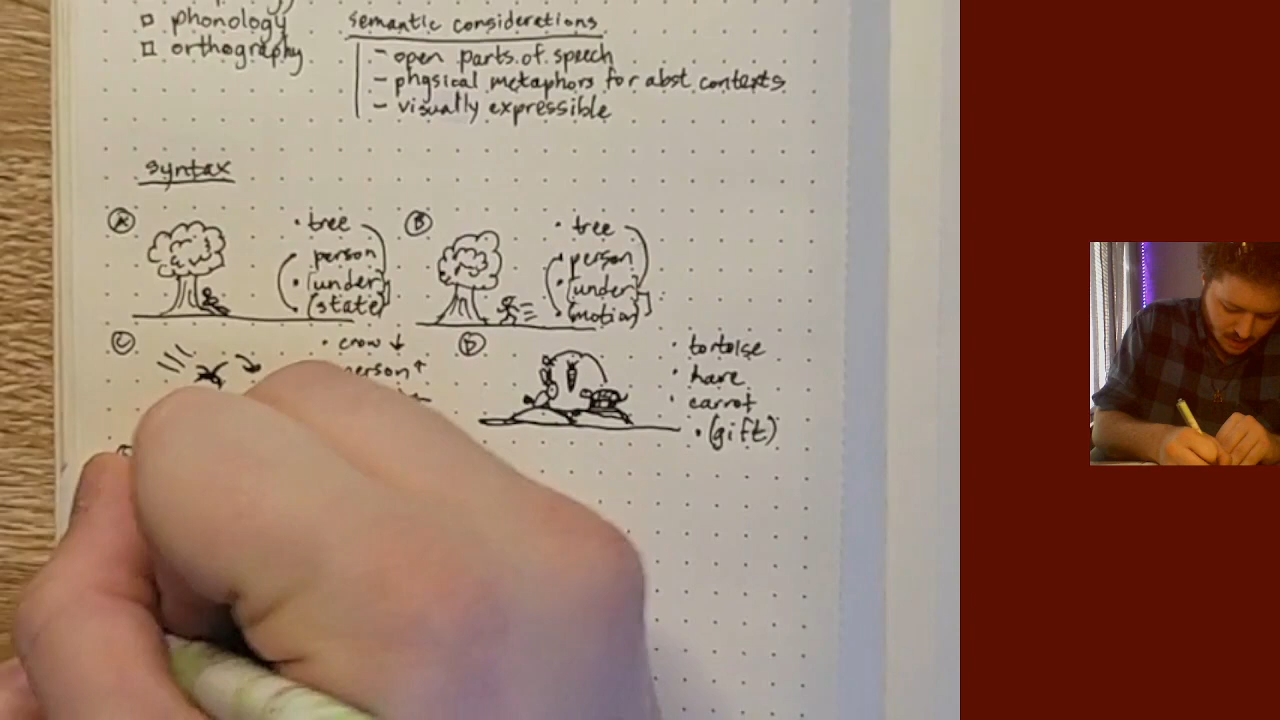 □ phonology
□ orthography
semantic considerations
- open parts of speech
- physical metaphors for abst contexts
- visually expressible
syntax
A
• tree
person
• (under)
(state)
B
• tree
• person
• (under)
(motion)
C
• crow ↓
person ↑
D
• tortoise
• hare
• carrot
• (gift)